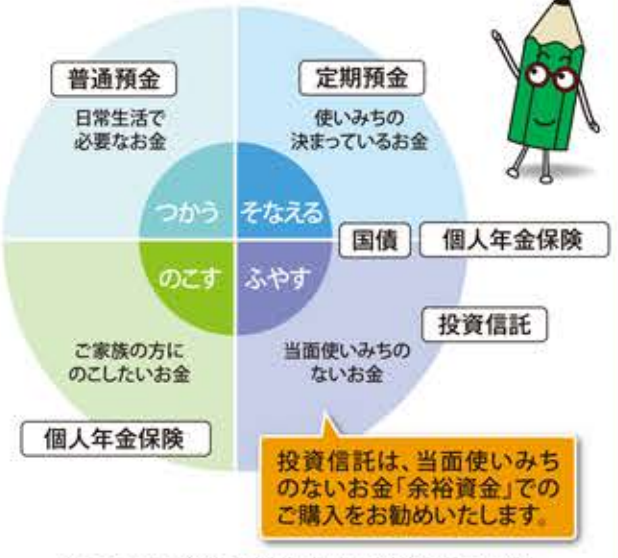 普通預金
日常生活で
必要なお金
定期預金
使いみちの
決まっているお金
つかう
そなえる
国債
個人年金保険
のこす
ふやす
投資信託
ご家族の方に
のこしたいお金
当面使いみちの
ないお金
個人年金保険
投資信託は、当面使いみち
のないお金「余裕資金」での
ご購入をお勧めいたします。